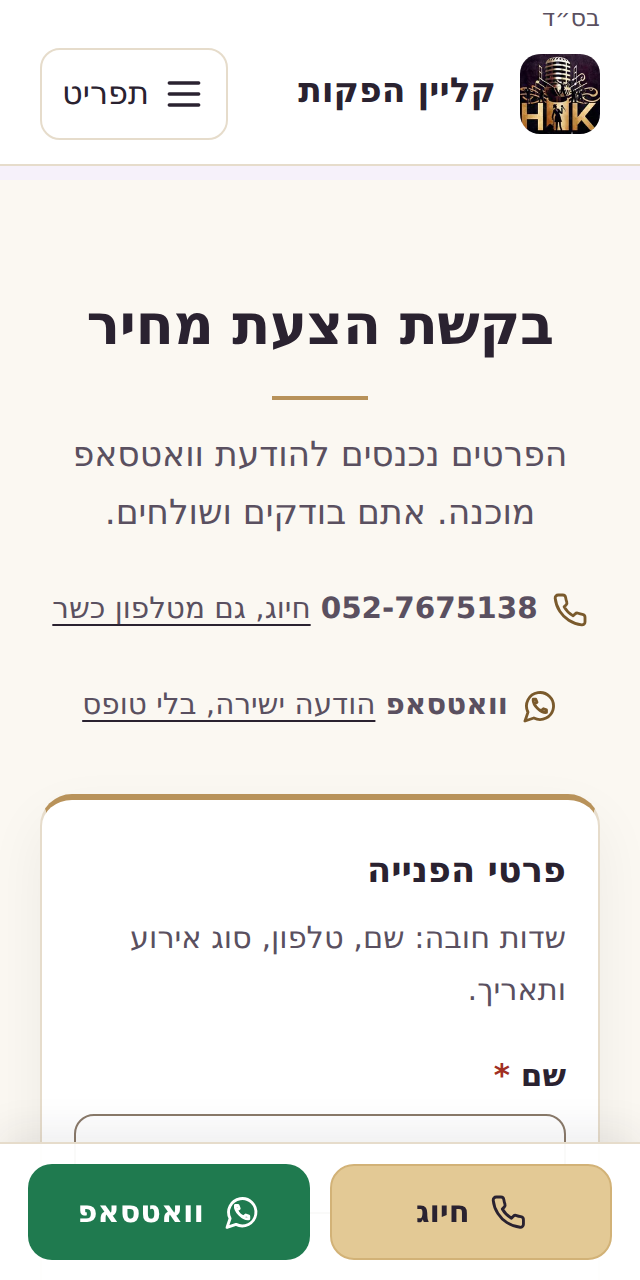 בס״ד
HK
קליין הפקות
תפריט
בקשת הצעת מחיר
הפרטים נכנסים להודעת וואטסאפ
מוכנה. אתם בודקים ושולחים.
052-7675138 חיוג, גם מטלפון כשר
וואטסאפ הודעה ישירה, בלי טופס
פרטי הפנייה
שדות חובה: שם, טלפון, סוג אירוע
ותאריך.
שם *
חיוג
וואטסאפ